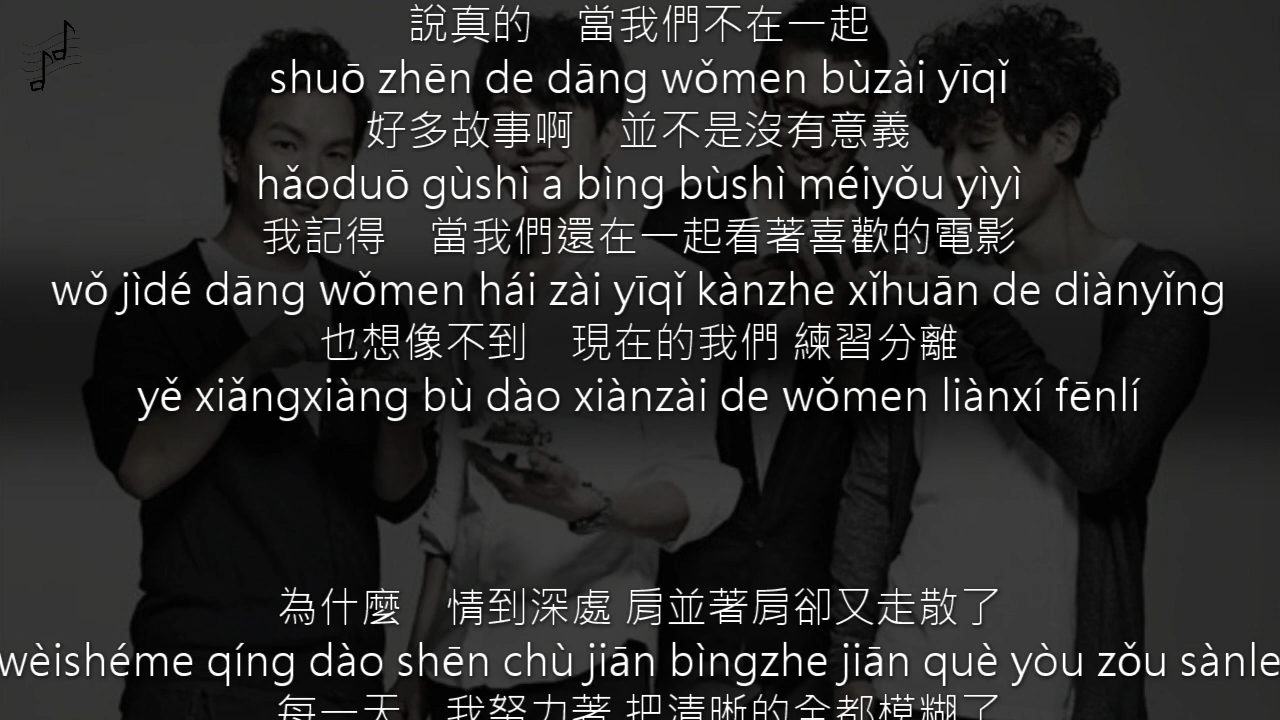 說真的　當我們不在一起
shuō zhēn de dāng wǒmen bùzài yīqǐ
好多故事啊　並不是沒有意義
hǎoduō gùshì a bìng bùshì méiyǒu yìyì
我記得　當我們還在一起看著喜歡的電影
wǒ jìdé dāng wǒmen hái zài yīqǐ kànzhe xǐhuān de diànyǐng
也想像不到　現在的我們 練習分離
yě xiǎngxiàng bù dào xiànzài de wǒmen liànxí fēnlí
為什麼　情到深處 肩並著肩卻又走散了
wèishéme qíng dào shēn chù jiān bìngzhe jiān què yòu zǒu sànle
每一天　我努力著 把清晰的全都模糊了